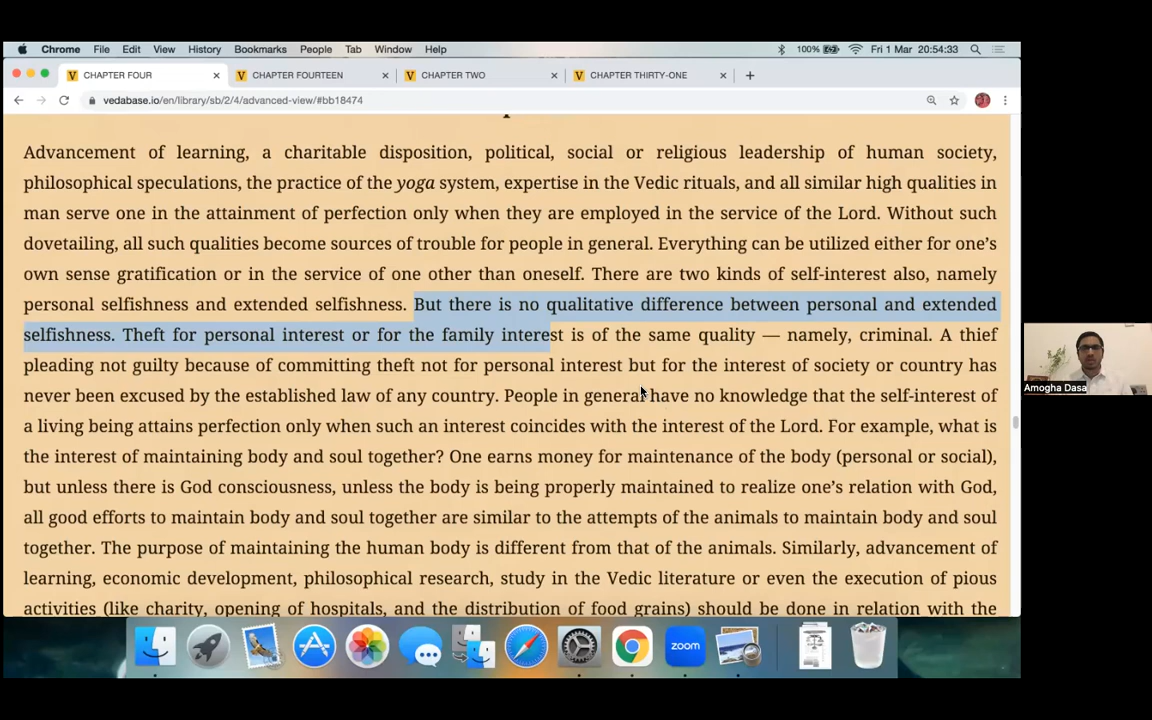 Chrome File Edit View History Bookmarks People Tab Window Help 100% Fri 1 Mar 20:54:33
CHAPTER FOUR CHAPTER FOURTEEN CHAPTER TWO CHAPTER THIRTY-ONE
vedabase.io/en/library/sb/2/4/advanced-view/#bb18474
Advancement of learning, a charitable disposition, political, social or religious leadership of human society,
philosophical speculations, the practice of the yoga system, expertise in the Vedic rituals, and all similar high qualities in
man serve one in the attainment of perfection only when they are employed in the service of the Lord. Without such
dovetailing, all such qualities become sources of trouble for people in general. Everything can be utilized either for one’s
own sense gratification or in the service of one other than oneself. There are two kinds of self-interest also, namely
personal selfishness and extended selfishness. But there is no qualitative difference between personal and extended
selfishness. Theft for personal interest or for the family interest is of the same quality — namely, criminal. A thief
pleading not guilty because of committing theft not for personal interest but for the interest of society or country has
never been excused by the established law of any country. People in general have no knowledge that the self-interest of
a living being attains perfection only when such an interest coincides with the interest of the Lord. For example, what is
the interest of maintaining body and soul together? One earns money for maintenance of the body (personal or social),
but unless there is God consciousness, unless the body is being properly maintained to realize one’s relation with God,
all good efforts to maintain body and soul together are similar to the attempts of the animals to maintain body and soul
together. The purpose of maintaining the human body is different from that of the animals. Similarly, advancement of
learning, economic development, philosophical research, study in the Vedic literature or even the execution of pious
activities (like charity, opening of hospitals, and the distribution of food grains) should be done in relation with the
Amogha Dasa
zoom